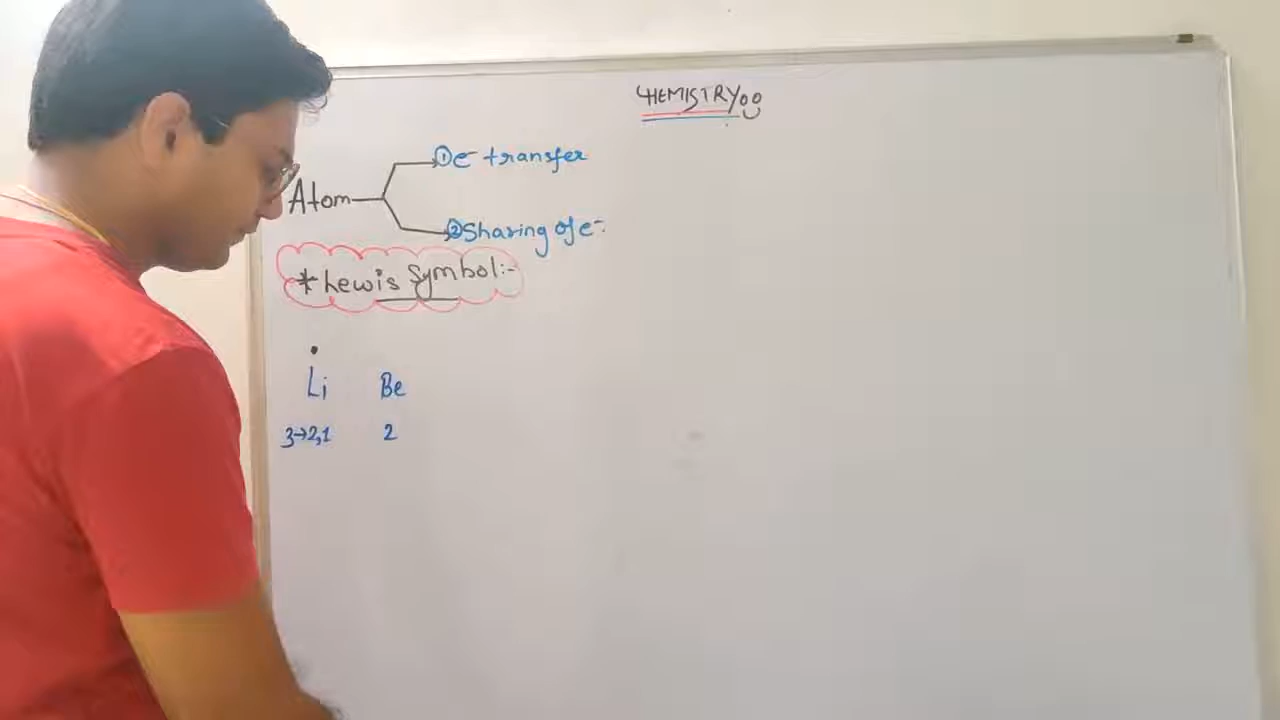 CHEMISTRY
Atom
① e⁻ transfer
② Sharing of e⁻
* Lewis Symbol:-
Li Be
3→2,1 2